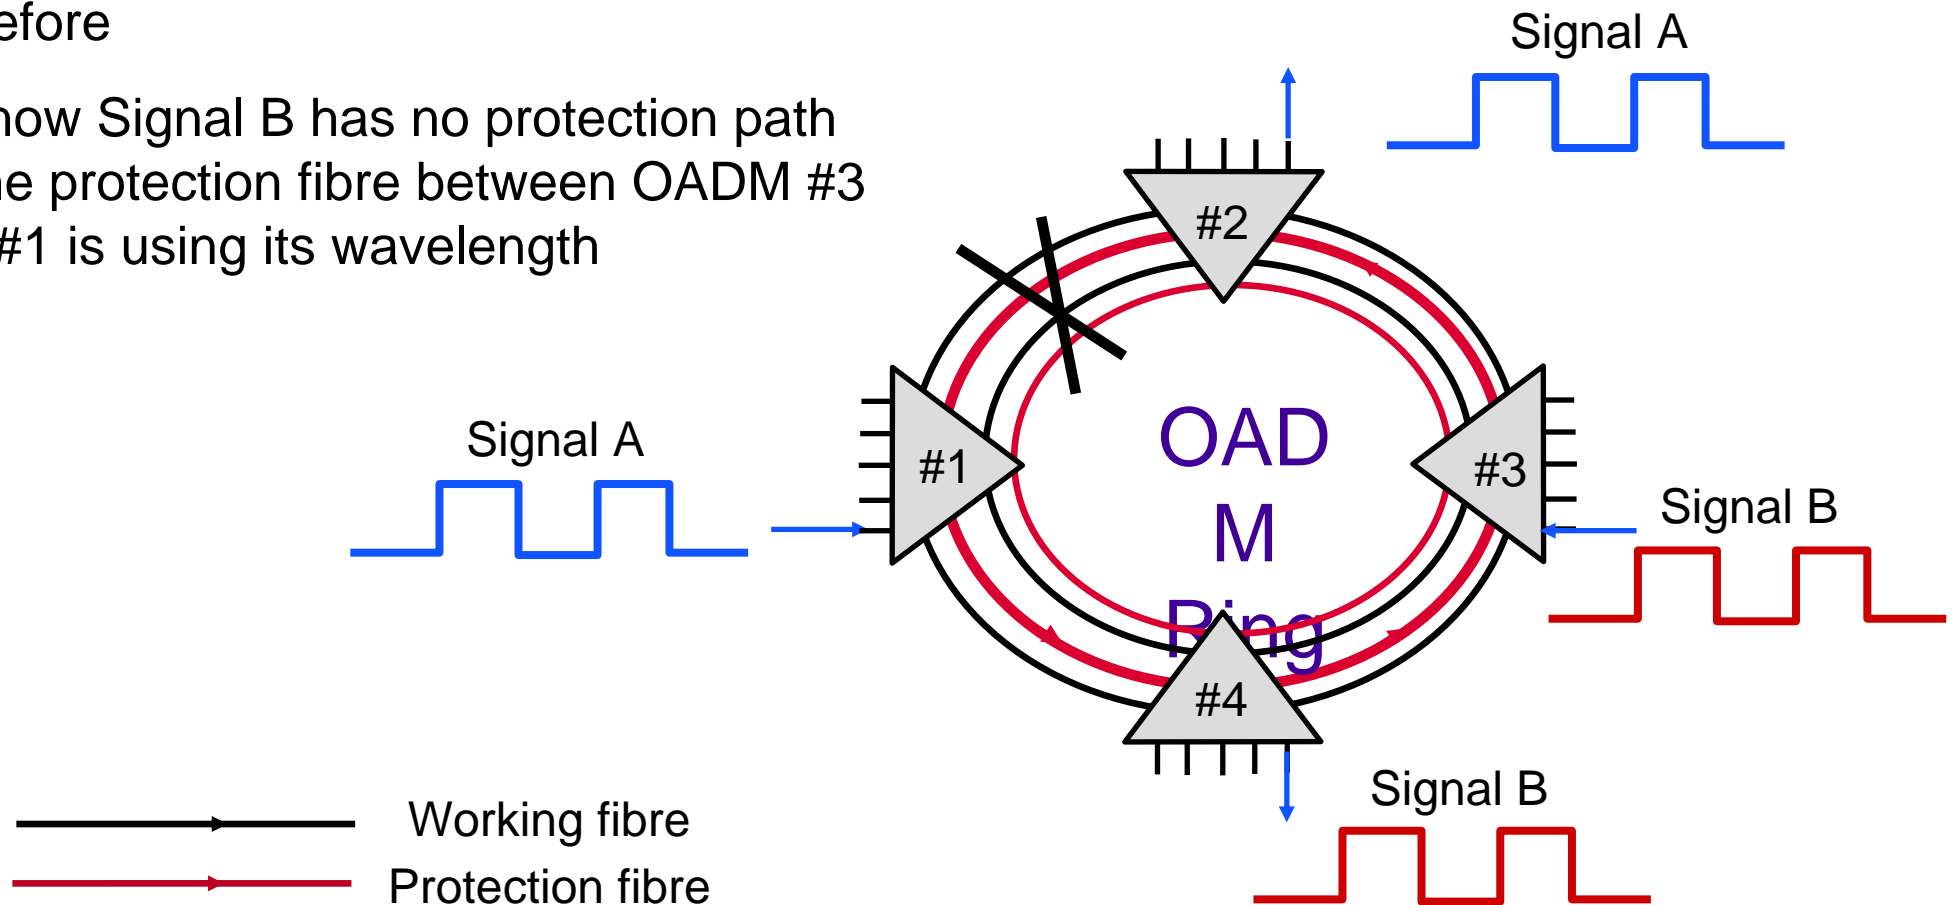 efore
now Signal B has no protection path
ne protection fibre between OADM #3
#1 is using its wavelength
Signal A
#2
Signal A
#1
OAD
M
Ring
#3
Signal B
#4
Signal B
Working fibre
Protection fibre